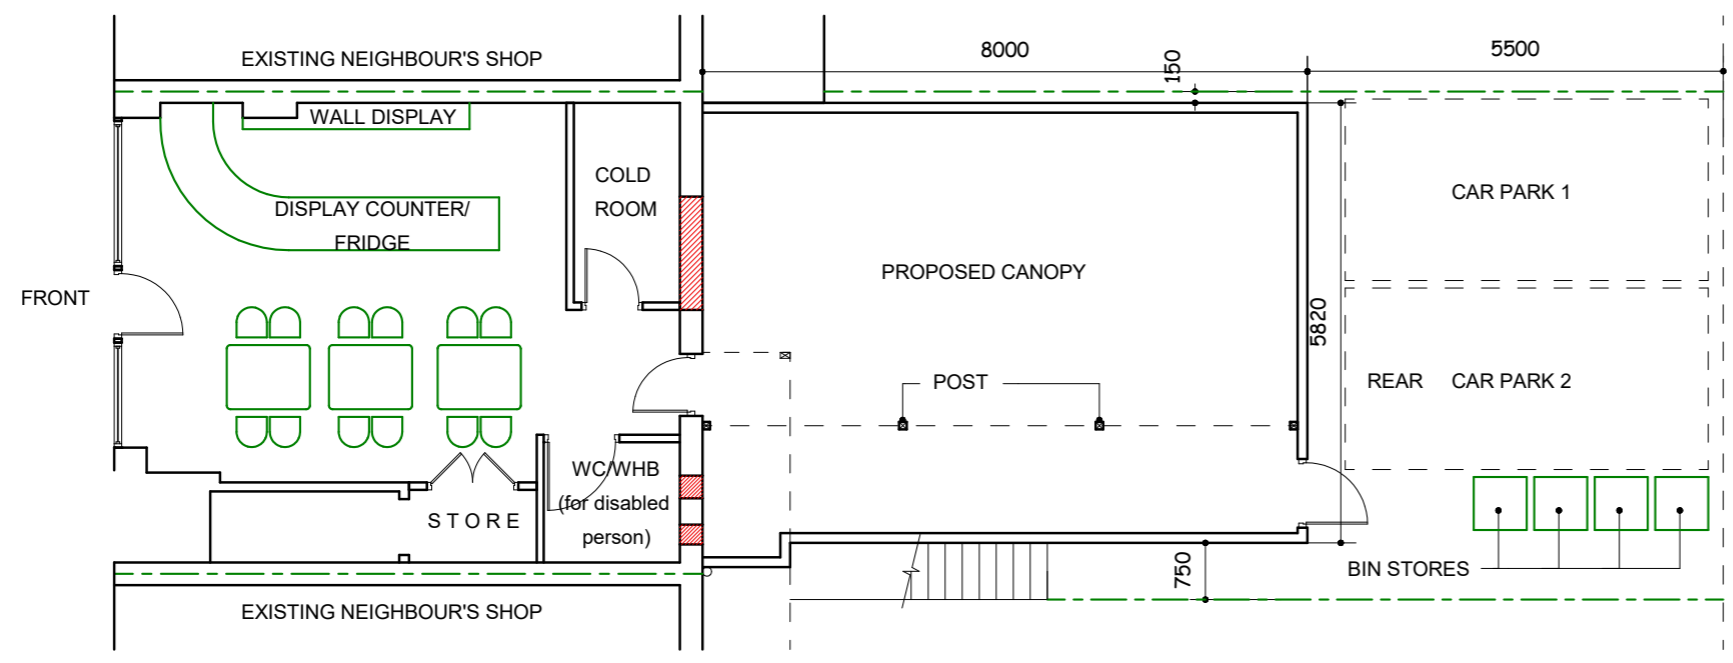 EXISTING NEIGHBOUR'S SHOP
8000
5500
150
WALL DISPLAY
COLD
ROOM
CAR PARK 1
DISPLAY COUNTER/
FRIDGE
PROPOSED CANOPY
FRONT
5820
POST
REAR
CAR PARK 2
WC/WHB
(for disabled
person)
STORE
BIN STORES
750
EXISTING NEIGHBOUR'S SHOP